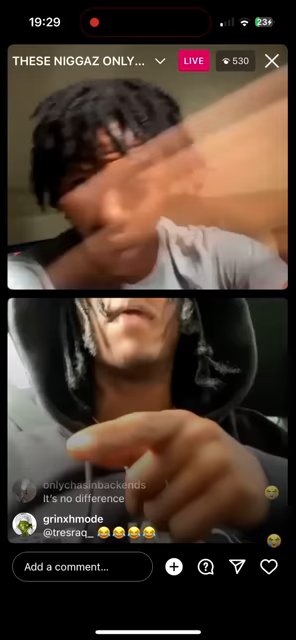 19:29
23
THESE NIGGAZ ONLY...
LIVE
530
onlychasinbackends
It's no difference
grinxhmode
@tresraq_ 😂😂😂😂
Add a comment...